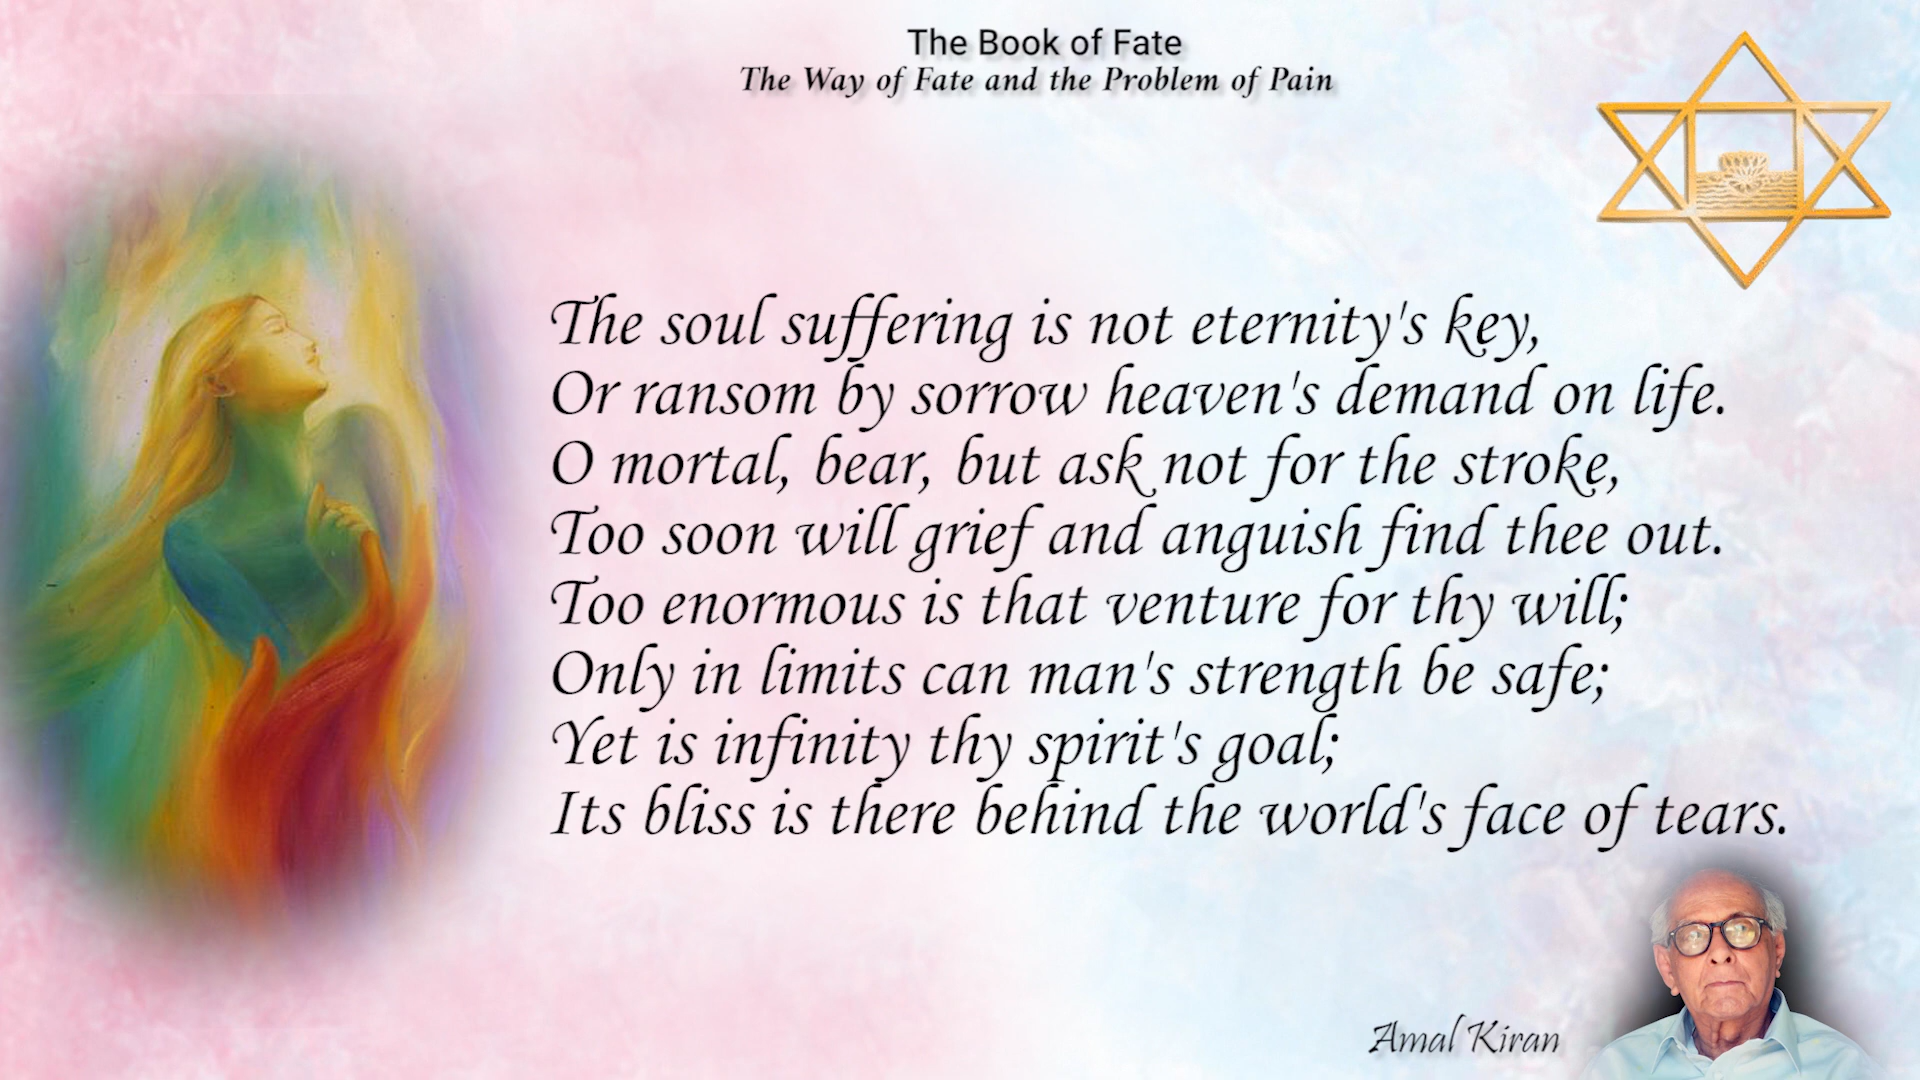 The Book of Fate
The Way of Fate and the Problem of Pain
The soul suffering is not eternity's key,
Or ransom by sorrow heaven's demand on life.
O mortal, bear, but ask not for the stroke,
Too soon will grief and anguish find thee out.
Too enormous is that venture for thy will;
Only in limits can man's strength be safe;
Yet is infinity thy spirit's goal;
Its bliss is there behind the world's face of tears.
Amal Kiran